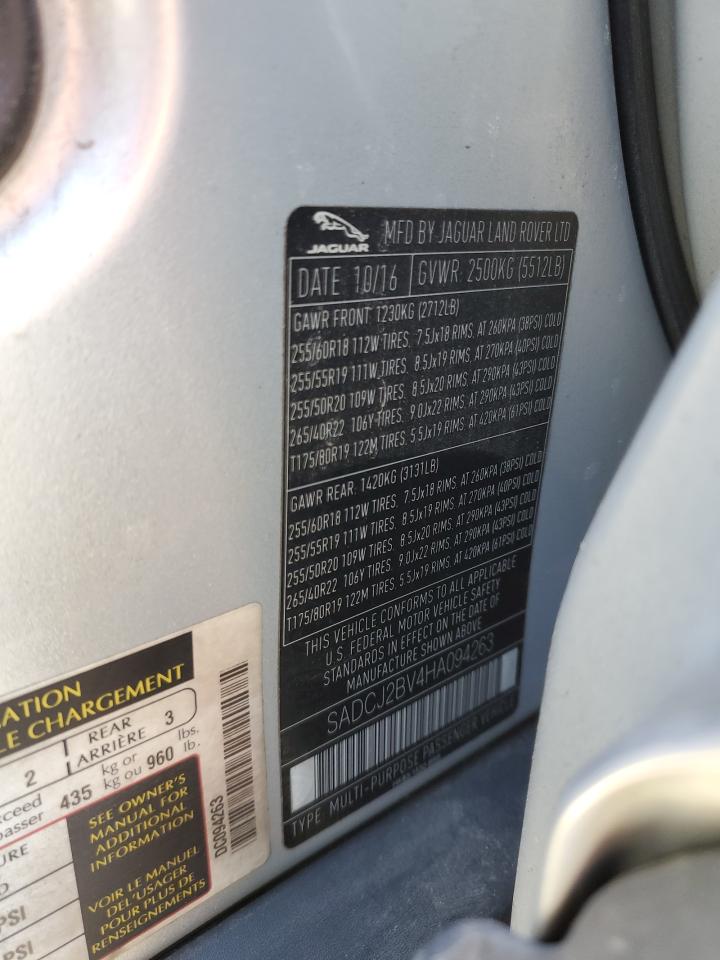 JAGUAR
MFD BY JAGUAR LAND ROVER LTD
DATE 10/16 GVWR: 2500KG (5512LB)
GAWR FRONT: 1230KG (2712LB)
255/60R18 112W TIRES. 7.5Jx18 RIMS. AT 260KPA (38PSI) COLD
255/55R19 111W TIRES. 8.5Jx19 RIMS. AT 270KPA (40PSI) COLD
255/50R20 109W TIRES. 8.5Jx20 RIMS. AT 290KPA (43PSI) COLD
265/40R22 106Y TIRES. 9.0Jx22 RIMS. AT 290KPA (43PSI) COLD
T175/80R19 122M TIRES. 5.5Jx19 RIMS. AT 420KPA (61PSI) COLD
GAWR REAR: 1420KG (3131LB)
255/60R18 112W TIRES. 7.5Jx18 RIMS. AT 260KPA (38PSI) COLD
255/55R19 111W TIRES. 8.5Jx19 RIMS. AT 270KPA (40PSI) COLD
255/50R20 109W TIRES. 8.5Jx20 RIMS. AT 290KPA (43PSI) COLD
265/40R22 106Y TIRES. 9.0Jx22 RIMS. AT 290KPA (43PSI) COLD
T175/80R19 122M TIRES. 5.5Jx19 RIMS. AT 420KPA (61PSI) COLD
THIS VEHICLE CONFORMS TO ALL APPLICABLE
U.S. FEDERAL MOTOR VEHICLE SAFETY
STANDARDS IN EFFECT ON THE DATE OF
MANUFACTURE SHOWN ABOVE
SADCJ2BV4HA094263
TYPE: MULTI-PURPOSE PASSENGER VEHICLE
ATION
LE CHARGEMENT
2 REAR 3
ARRIÈRE
xceed 435 kg or 960 lbs.
passer kg ou lb.
URE
SEE OWNER'S
MANUAL FOR
ADDITIONAL
INFORMATION
VOIR LE MANUEL
DEL'USAGER
POUR PLUS DE
RENSEIGNEMENTS
PSI
PSI
DC094263